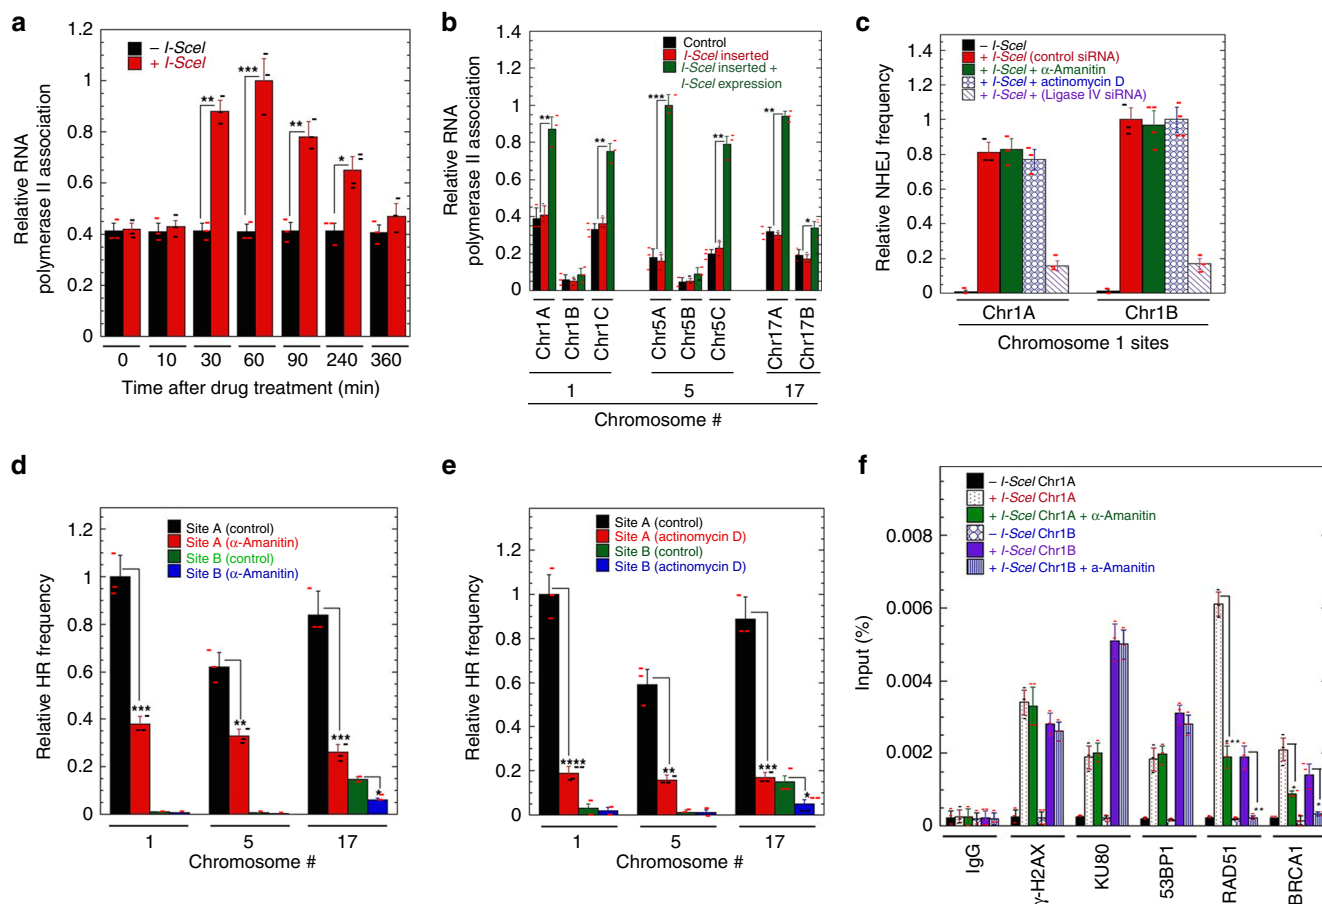 a
Relative RNA
polymerase II association
1.2
1
0.8
0.6
0.4
0.2
0
– I-SceI
+ I-SceI
**
***
**
*
0 10 30 60 90 240 360
Time after drug treatment (min)
b
Relative RNA
polymerase II association
1.4
1.2
1
0.8
0.6
0.4
0.2
0
Control
I-SceI inserted
I-SceI inserted +
I-SceI expression
**
**
***
**
**
*
Chr1A
Chr1B
Chr1C
Chr5A
Chr5B
Chr5C
Chr17A
Chr17B
1 5 17
Chromosome #
c
Relative NHEJ frequency
1.4
1.2
1
0.8
0.6
0.4
0.2
0
– I-SceI
+ I-SceI (control siRNA)
+ I-SceI + α-Amanitin
+ I-SceI + actinomycin D
+ I-SceI + (Ligase IV siRNA)
Chr1A Chr1B
Chromosome 1 sites
d
Relative HR frequency
1.2
1
0.8
0.6
0.4
0.2
0
Site A (control)
Site A (α-Amanitin)
Site B (control)
Site B (α-Amanitin)
***
**
***
*
1 5 17
Chromosome #
e
Relative HR frequency
1.2
1
0.8
0.6
0.4
0.2
0
Site A (control)
Site A (actinomycin D)
Site B (control)
Site B (actinomycin D)
****
**
***
*
1 5 17
Chromosome #
f
Input (%)
0.008
0.006
0.004
0.002
0
– I-SceI Chr1A
+ I-SceI Chr1A
+ I-SceI Chr1A + α-Amanitin
– I-SceI Chr1B
+ I-SceI Chr1B
+ I-SceI Chr1B + a-Amanitin
***
**
*
*
IgG
γ-H2AX
KU80
53BP1
RAD51
BRCA1